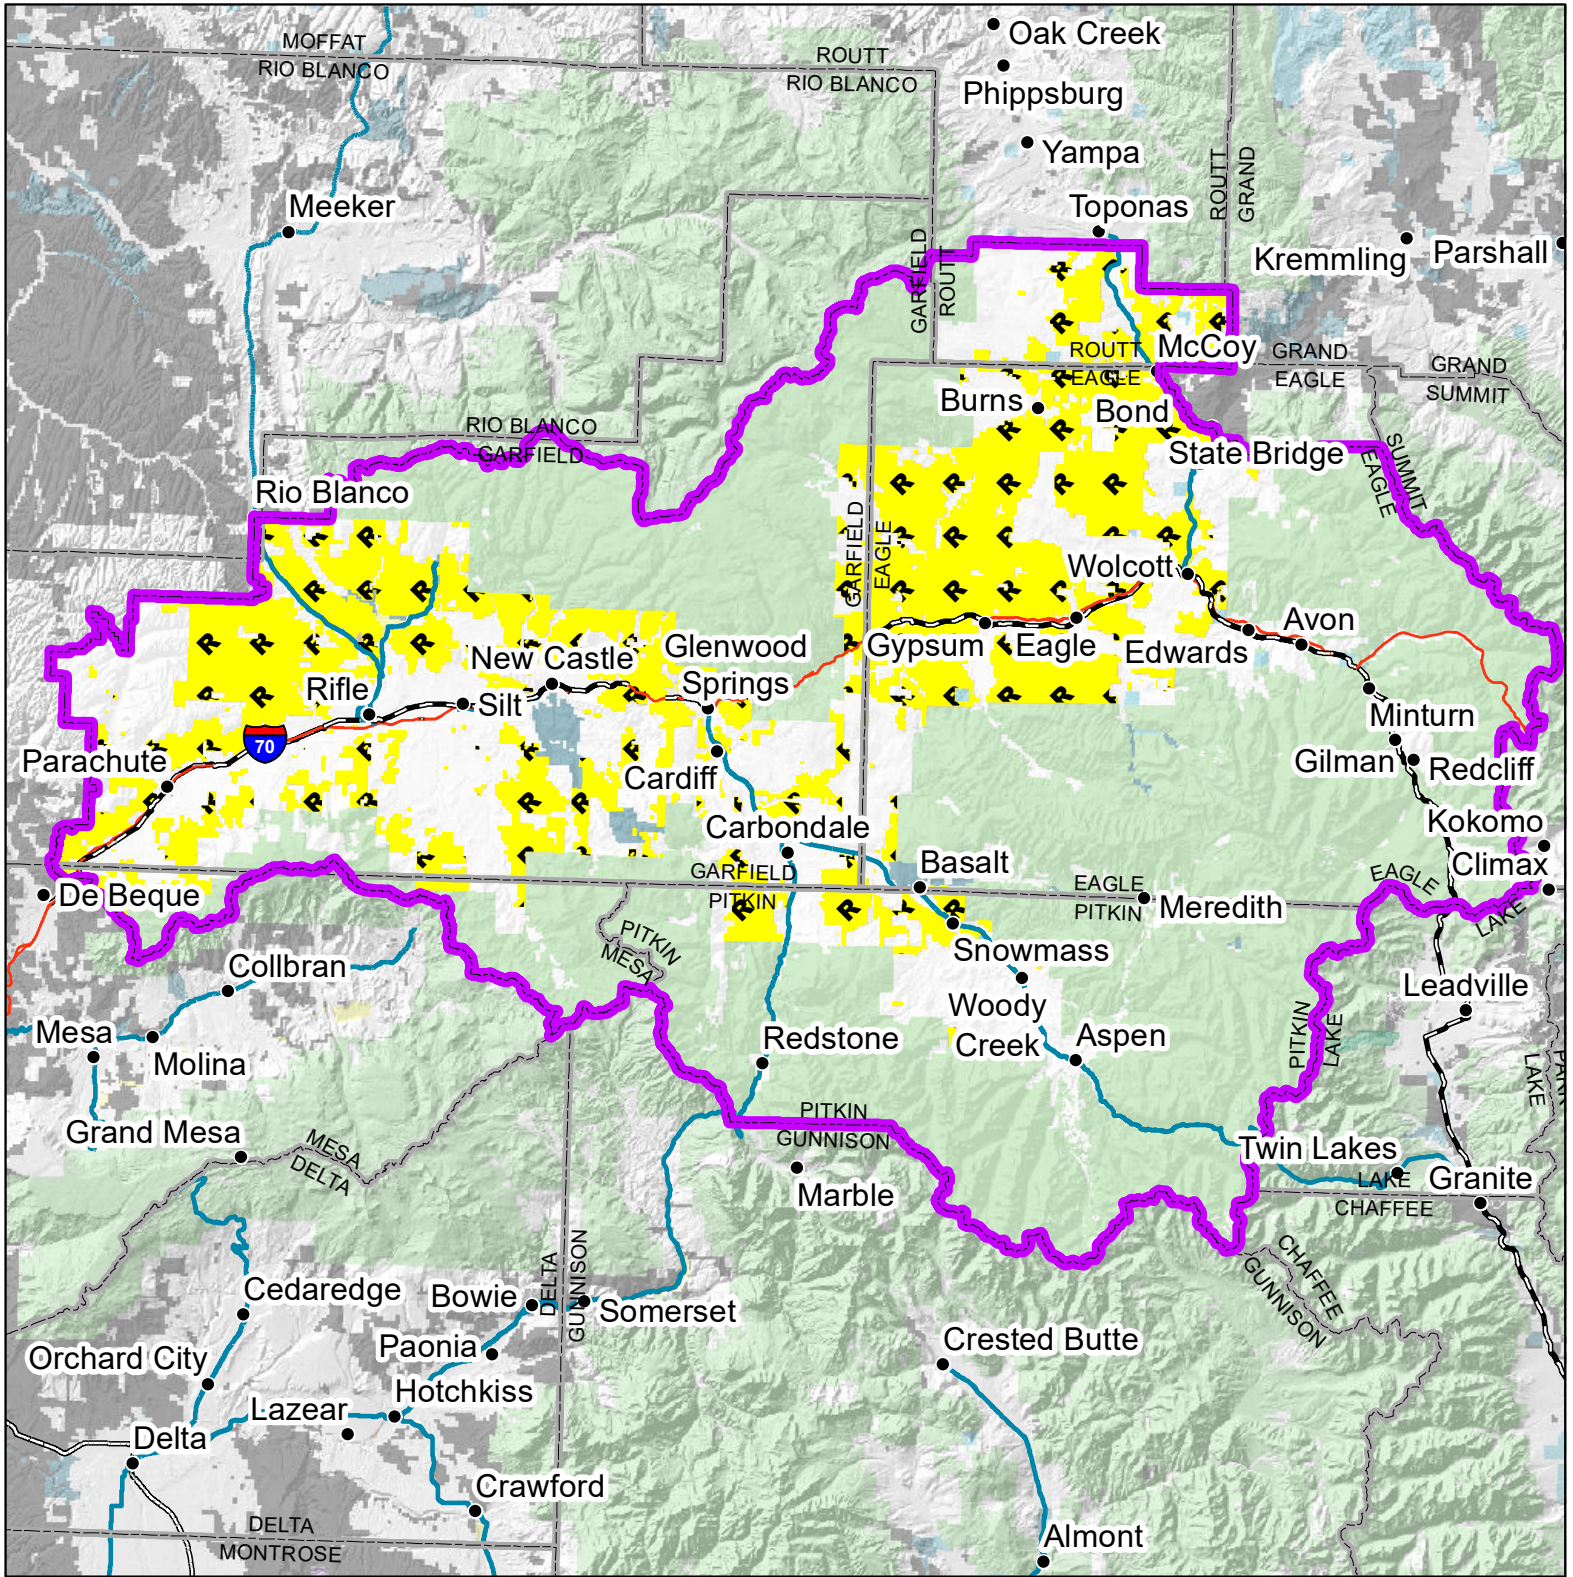 MOFFAT
RIO BLANCO
ROUTT
RIO BLANCO
Oak Creek
Phippsburg
Yampa
ROUTT
GRAND
Meeker
Toponas
Kremmling
Parshall
GARFIELD
ROUTT
ROUTT
EAGLE
McCoy
GRAND
EAGLE
GRAND
SUMMIT
Burns
Bond
RIO BLANCO
GARFIELD
State Bridge
SUMMIT
EAGLE
Rio Blanco
R
GARFIELD
EAGLE
Wolcott
Glenwood
Springs
New Castle
Gypsum
Eagle
Edwards
Avon
Rifle
Silt
70
Parachute
Cardiff
Minturn
Gilman
Redcliff
Carbondale
Kokomo
Climax
Basalt
GARFIELD
PITKIN
EAGLE
PITKIN
EAGLE
LAKE
De Beque
Meredith
PITKIN
MESA
Snowmass
Collbran
Leadville
Woody
Creek
Mesa
Molina
Redstone
Aspen
PITKIN
LAKE
LAKE
Grand Mesa
MESA
DELTA
PITKIN
GUNNISON
Twin Lakes
Marble
LAKE
CHAFFEE
Granite
CHAFFEE
GUNNISON
DELTA
GUNNISON
Cedaredge
Bowie
Somerset
Paonia
Orchard City
Crested Butte
Hotchkiss
Lazear
Delta
Crawford
DELTA
MONTROSE
Almont